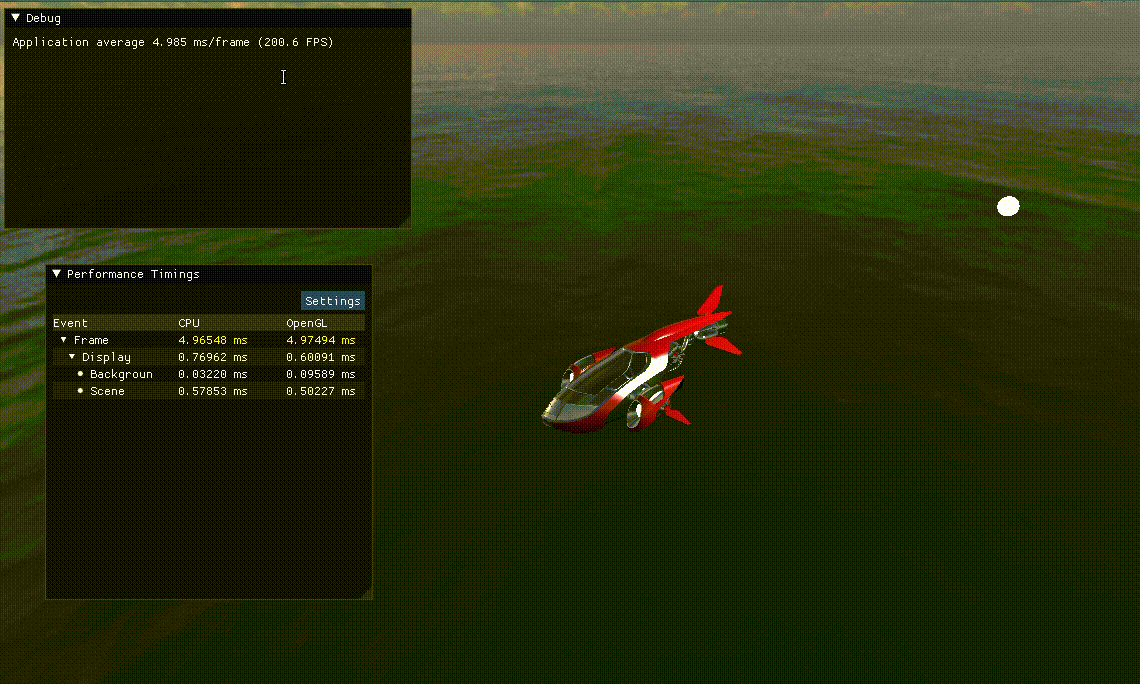 Debug
Application average 4.985 ms/frame (200.6 FPS)
Performance Timings
Settings
Event CPU OpenGL
Frame 4.96548 ms 4.97494 ms
Display 0.76962 ms 0.60091 ms
Backgroun 0.03220 ms 0.09589 ms
Scene 0.57853 ms 0.50227 ms